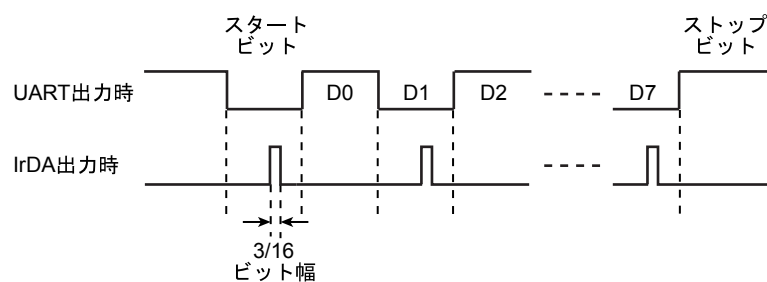 スタート
ビット
ストップ
ビット
UART出力時
D0
D1
D2
D7
IrDA出力時
3/16
ビット幅